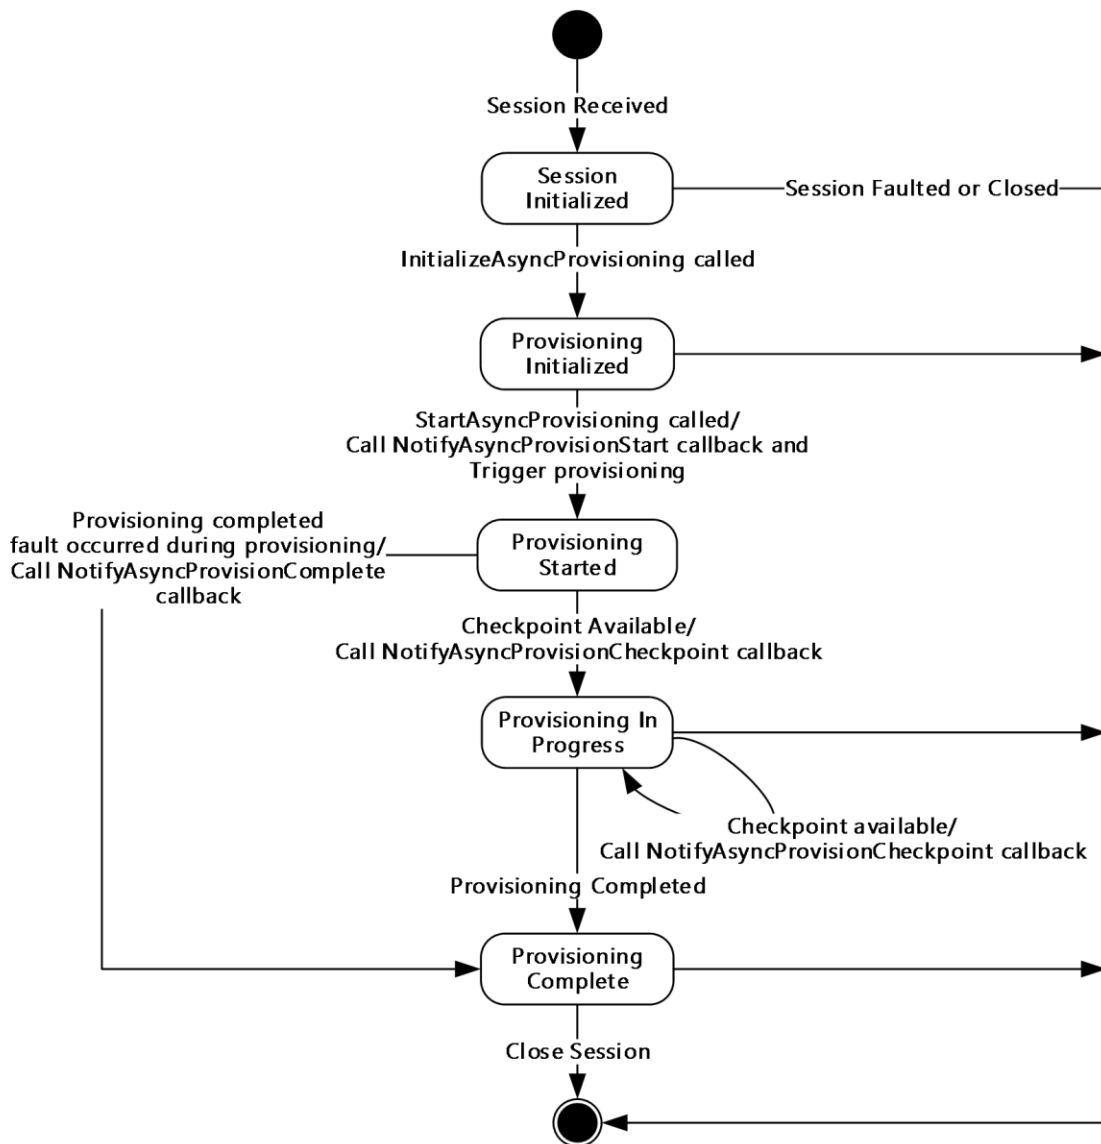 Session Received
Session
Initialized
Session Faulted or Closed
InitializeAsyncProvisioning called
Provisioning
Initialized
StartAsyncProvisioning called/
Call NotifyAsyncProvisionStart callback and
Trigger provisioning
Provisioning completed
fault occurred during provisioning/
Call NotifyAsyncProvisionComplete
callback
Provisioning
Started
Checkpoint Available/
Call NotifyAsyncProvisionCheckpoint callback
Provisioning In
Progress
Checkpoint available/
Call NotifyAsyncProvisionCheckpoint callback
Provisioning Completed
Provisioning
Complete
Close Session